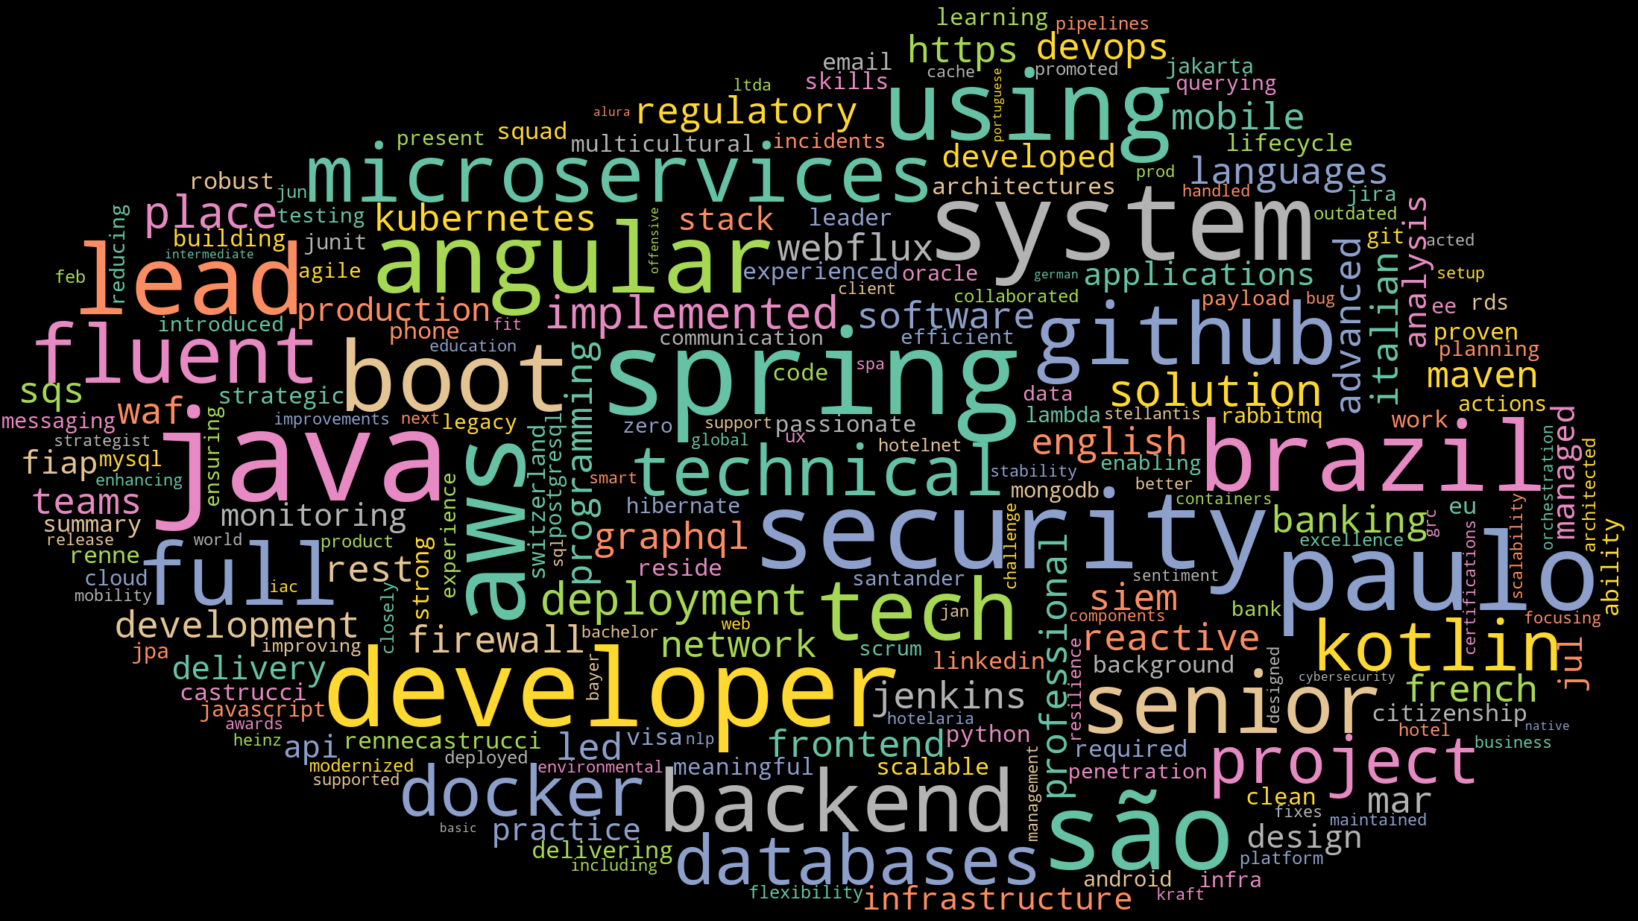 learning pipelines
https devops
email cache portuguese promoted jakarta
ltda skills using querying
alura regulatory mobile
present squad multicultural incidents developed lifecycle
robust jun microservices architectures prod languages
place testing kubernetes stack leader system handled jira
reducing building junit angular offensive webflux outdated git analysis acted
intermediate lead agile experienced oracle german applications advanced italian setup
feb production client collaborated payload bug ee rds
introduced phone fit implemented software github proven
fluent education communication efficient planning
boot programming spring code spa solution maven
sqs strategic data actions
messaging waf improvements next legacy support passionate lambda stellantis rabbitmq work
strategist java zero global ux hotelnet english brazil managed
fiap mysql ensuring aws switzerland postgresql technical stability enabling orchestration architected
enhancing smart mongodb better
teams monitoring experience hibernate security containers eu
summary banking grc
release world product sql graphql challenge excellence
renne full rest strong reside professional certifications scalability ability
cloud iac santander sentiment paulo
mobility deployment tech jan siem bank
development closely firewall bachelor web components focusing
jpa improving network scrum reactive kotlin jul
delivery bayer linkedin resilience background designed cybersecurity
castrucci developer jenkins senior french
javascript hotelaria citizenship
awards hotel native
heinz api rennecastrucci led visa nlp frontend python required business
modernized deployed environmental meaningful scalable penetration project
supported docker backend management clean mar
basic practice são fixes maintained
delivering databases design
including platform
flexibility infrastructure android infra
kraft